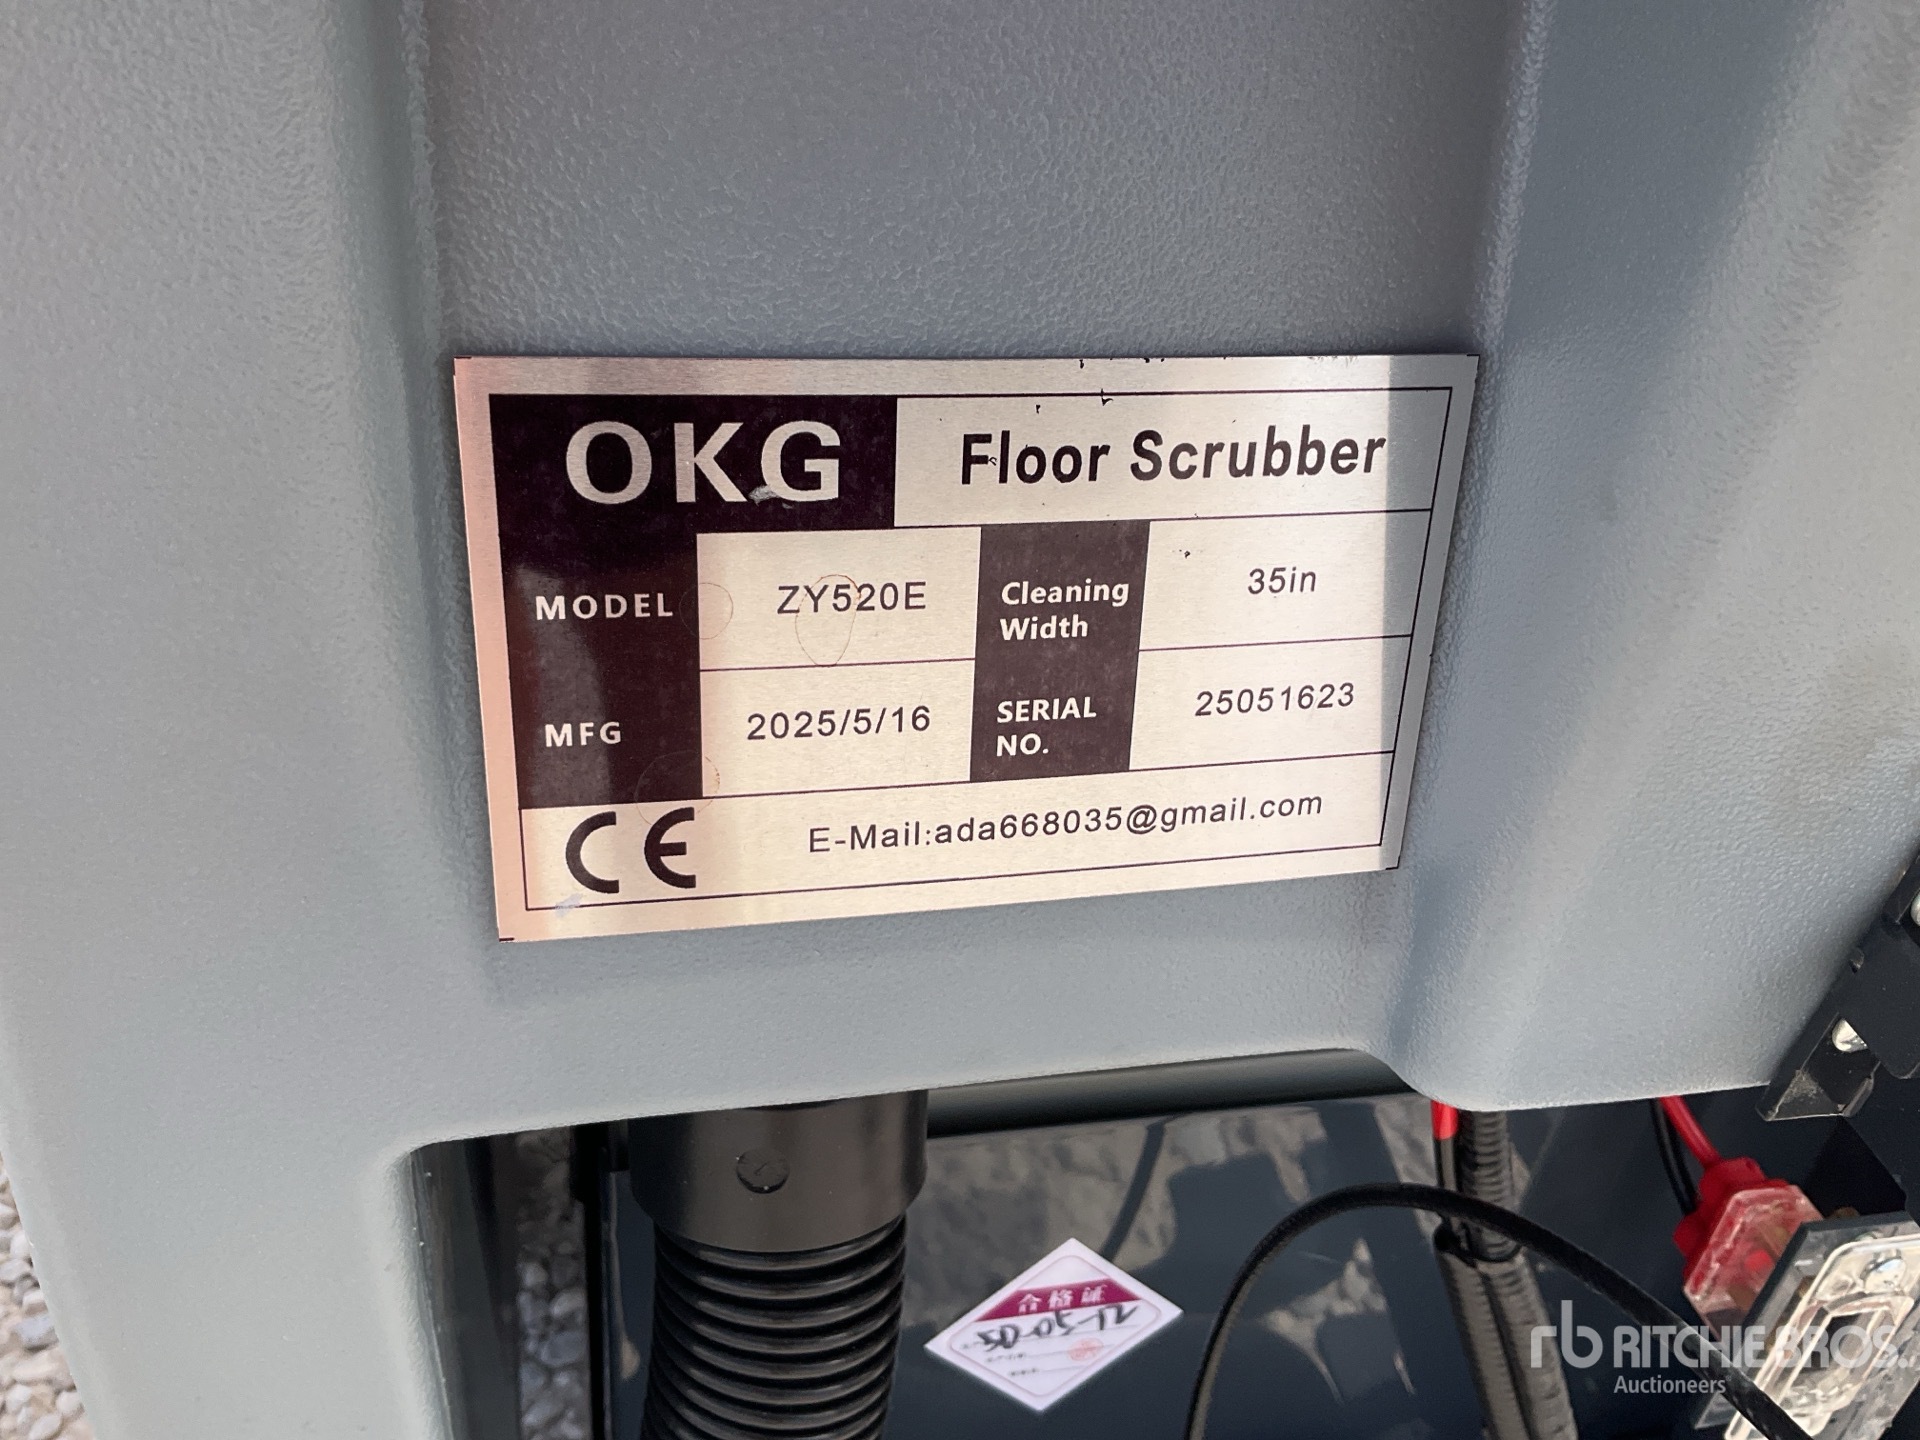 OKG
Floor Scrubber
MODEL
ZY520E
Cleaning
Width
35in
MFG
2025/5/16
SERIAL
NO.
25051623
CE
E-Mail:ada668035@gmail.com
合格证
rb RITCHIE BROS.
Auctioneers